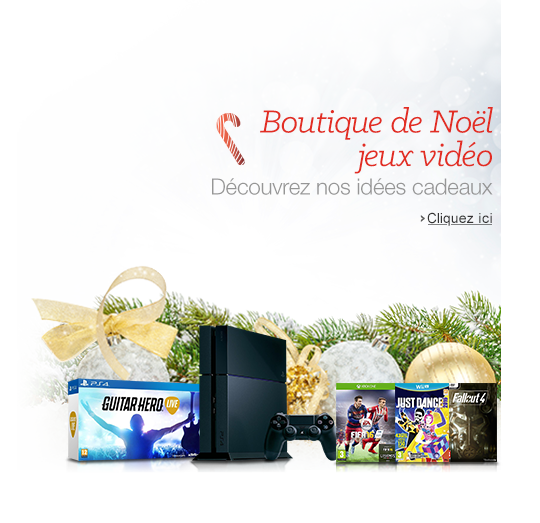 Boutique de Noël
jeux vidéo
Découvrez nos idées cadeaux
›Cliquez ici
PS4
GUITAR HERO LIVE
XBOX ONE
FIFA 16
Wii U
JUST DANCE
Fallout 4